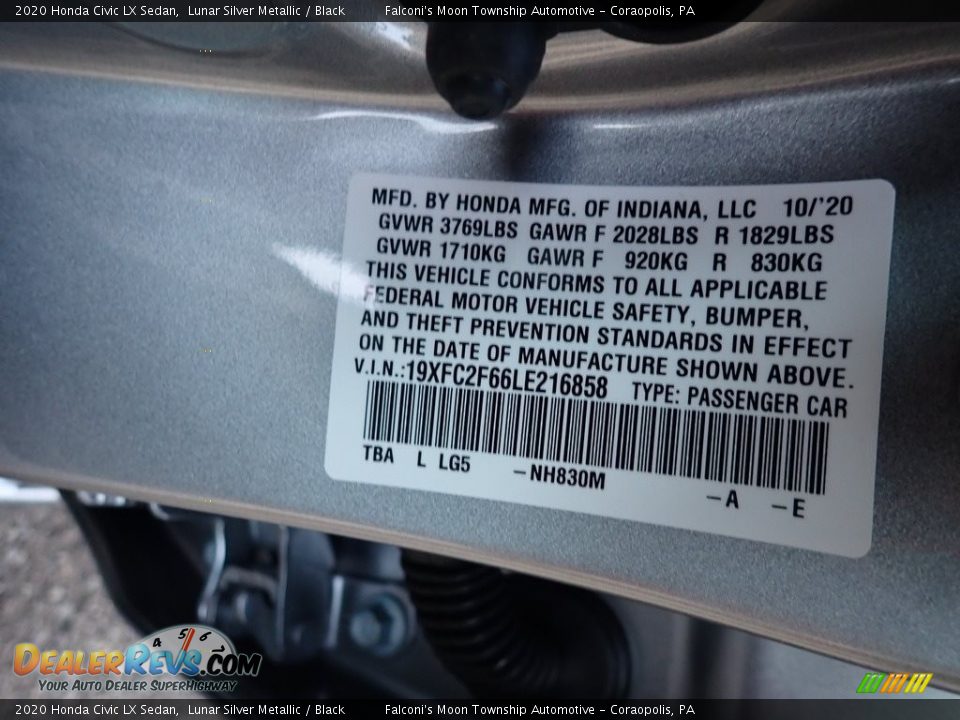 2020 Honda Civic LX Sedan,  Lunar Silver Metallic / Black        Falconi's Moon Township Automotive - Coraopolis, PA
MFD. BY HONDA MFG. OF INDIANA, LLC 10/'20
GVWR 3769LBS GAWR F 2028LBS R 1829LBS
GVWR 1710KG GAWR F 920KG R 830KG
THIS VEHICLE CONFORMS TO ALL APPLICABLE
FEDERAL MOTOR VEHICLE SAFETY, BUMPER,
AND THEFT PREVENTION STANDARDS IN EFFECT
ON THE DATE OF MANUFACTURE SHOWN ABOVE.
V.I.N.:19XFC2F66LE216858 TYPE: PASSENGER CAR
TBA L LG5 -NH830M -A -E
4 5 6
DEALERREVS.COM
YOUR AUTO DEALER SUPERHIGHWAY
2020 Honda Civic LX Sedan,  Lunar Silver Metallic / Black        Falconi's Moon Township Automotive - Coraopolis, PA